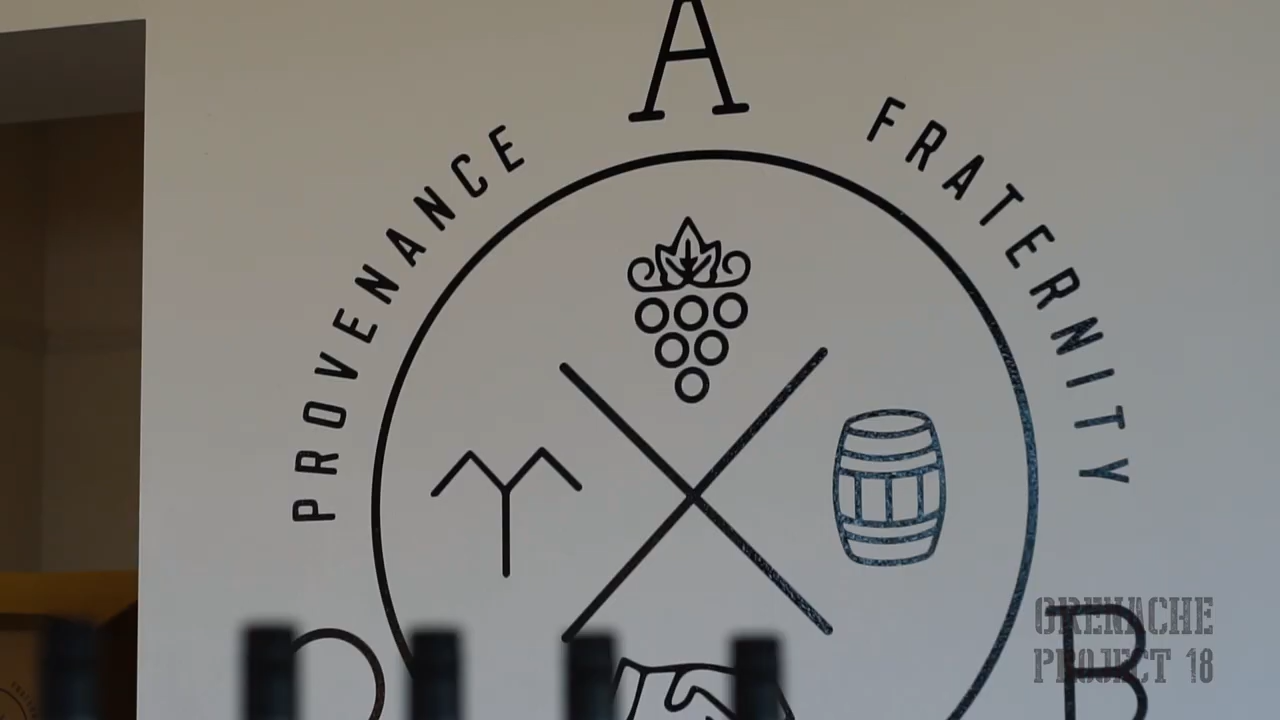 A
PROVENANCE
FRATERNITY
B
GRENACHE
PROJECT 18